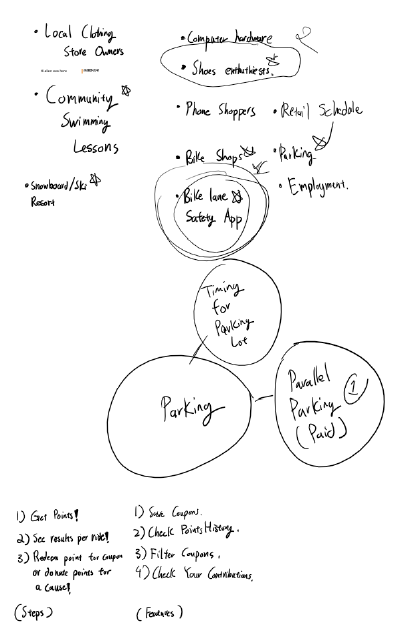 • Local Clothing
Store Owners
• Community
Swimming
Lessons
• Snowboard/Ski
Resort
• Computer hardware
• Shoes enthuthiests.
• Phone Shoppers
• Bike Shops
• Bike lane
Safety App
• Retail Schedule
• Parking
• Employment.
Timing
for
Parking
Lot
Parking
Parallel
Parking
(Paid)
1
1) Get Points!
2) See results per ride!
3) Redeem point for coupon
or donate points for
a cause!
(Steps)
1) Save Coupons.
2) Check Points History.
3) Filter Coupons.
4) Check Your Contributions.
(Features)